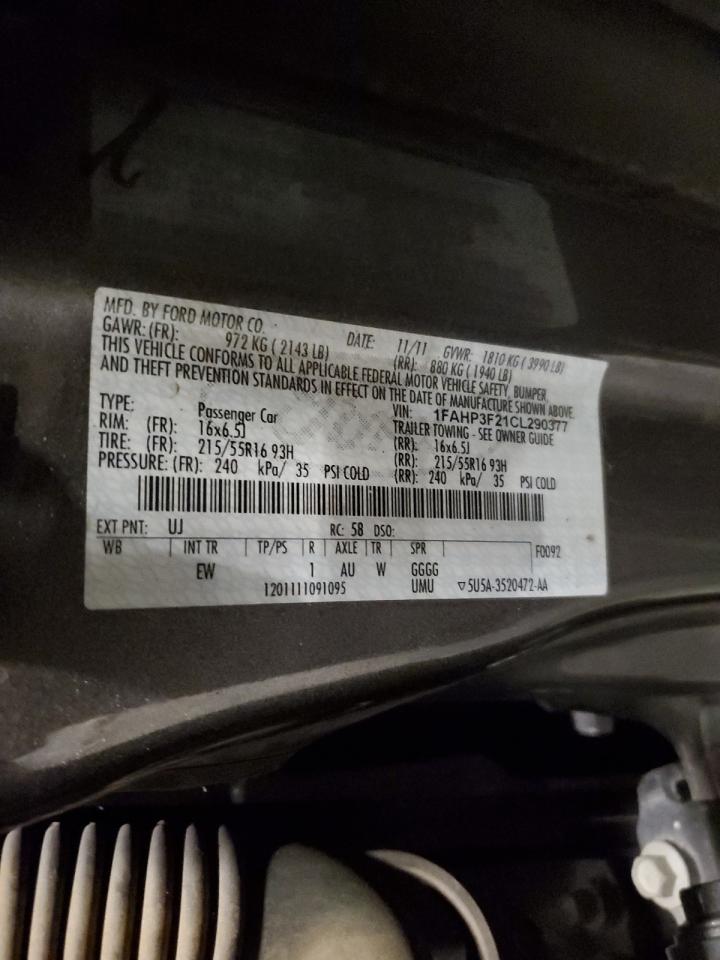 MFD. BY FORD MOTOR CO.
DATE: 11/11 GVWR: 1810 KG ( 3990 LB)
GAWR: (FR): 972 KG ( 2143 LB) (RR): 880 KG ( 1940 LB)
THIS VEHICLE CONFORMS TO ALL APPLICABLE FEDERAL MOTOR VEHICLE SAFETY, BUMPER,
AND THEFT PREVENTION STANDARDS IN EFFECT ON THE DATE OF MANUFACTURE SHOWN ABOVE.
VIN: 1FAHP3F21CL290377
TYPE: Passenger Car TRAILER TOWING - SEE OWNER GUIDE
RIM: (FR): 16x6.5J (RR): 16x6.5J
TIRE: (FR): 215/55R16 93H (RR): 215/55R16 93H
PRESSURE: (FR): 240 kPa/ 35 PSI COLD (RR): 240 kPa/ 35 PSI COLD
EXT PNT: UJ RC: 58 DSO:
WB INT TR TP/PS R AXLE TR SPR F0092
EW 1 AU W GGGG
1201111091095 UMU ▽5U5A-3520472-AA